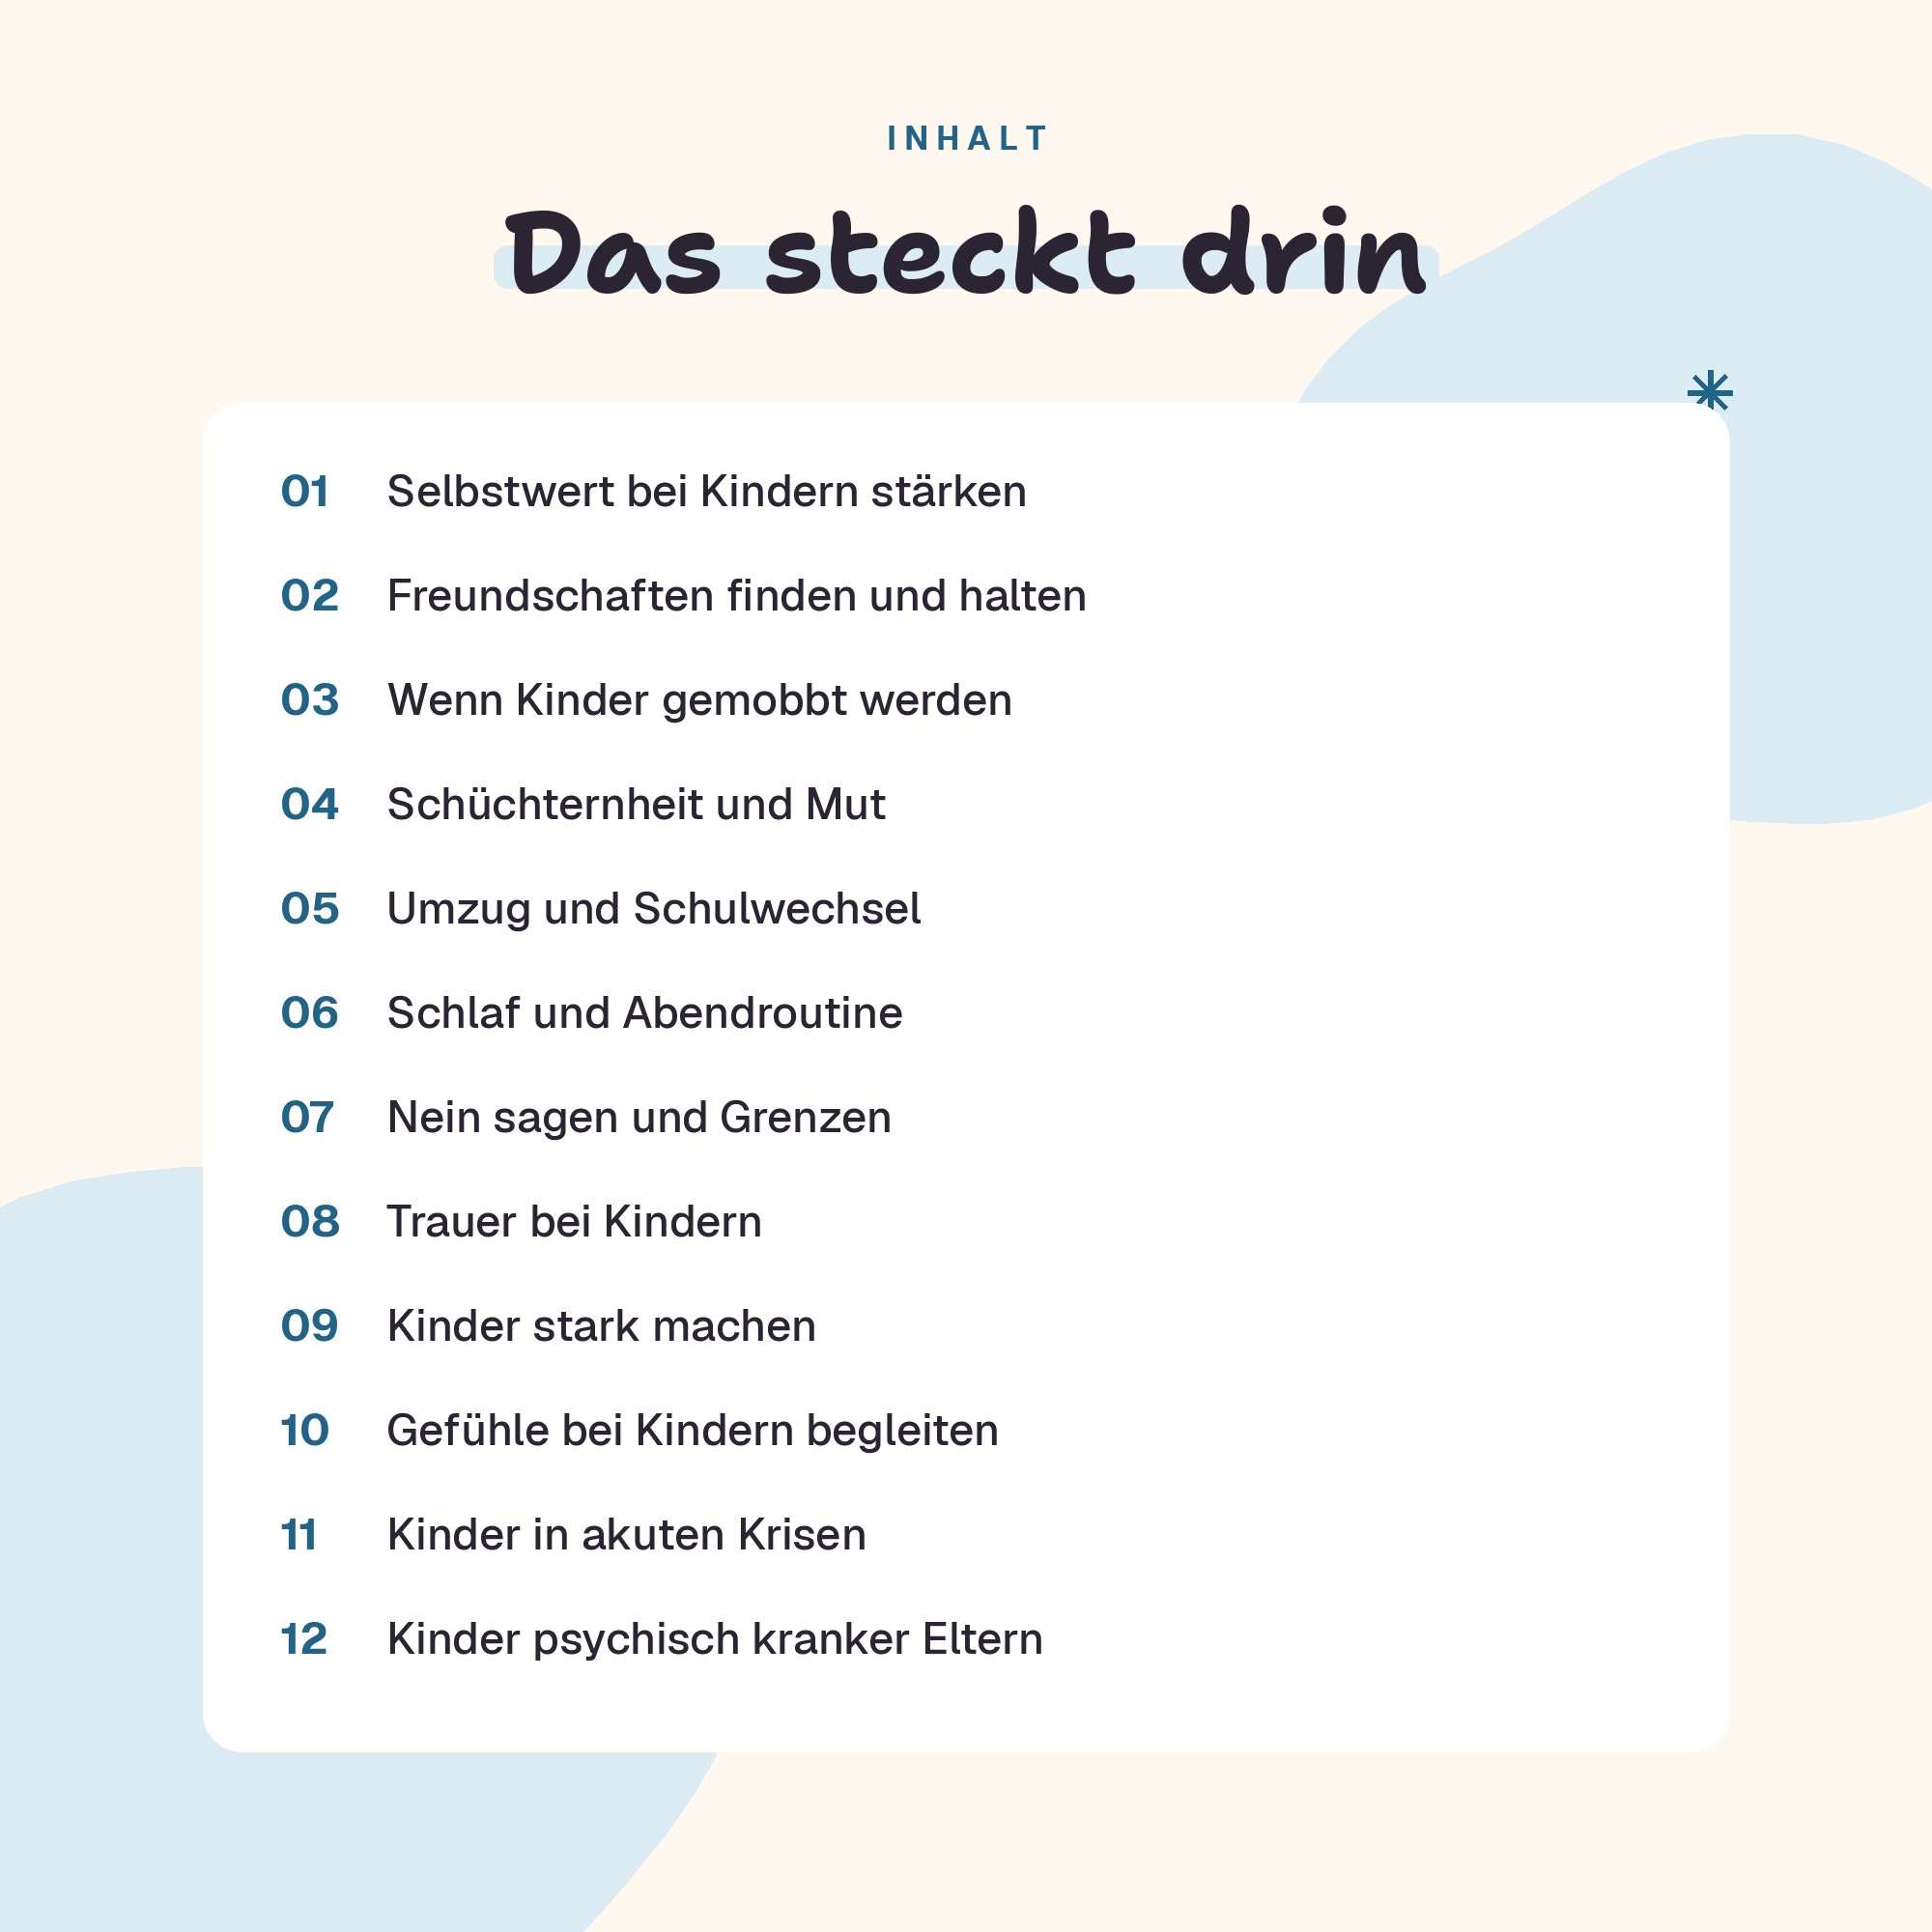 INHALT
Das steckt drin
01 Selbstwert bei Kindern stärken
02 Freundschaften finden und halten
03 Wenn Kinder gemobbt werden
04 Schüchternheit und Mut
05 Umzug und Schulwechsel
06 Schlaf und Abendroutine
07 Nein sagen und Grenzen
08 Trauer bei Kindern
09 Kinder stark machen
10 Gefühle bei Kindern begleiten
11 Kinder in akuten Krisen
12 Kinder psychisch kranker Eltern